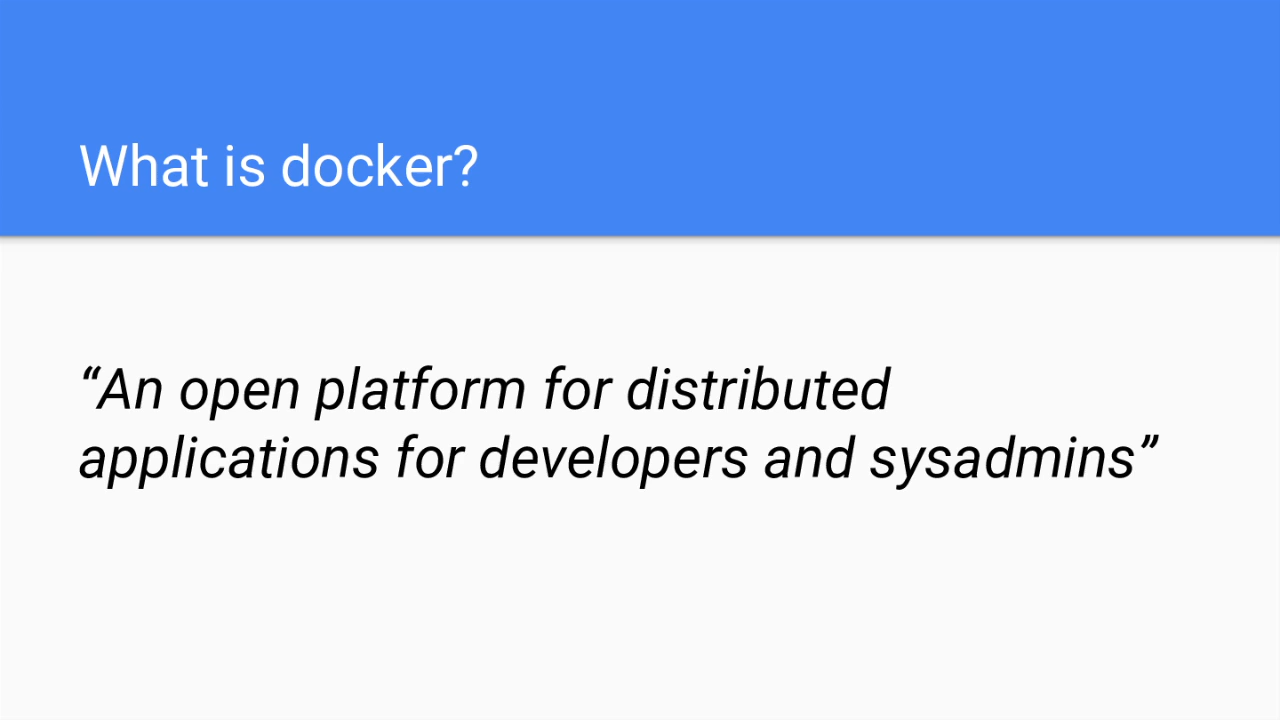 What is docker?
“An open platform for distributed
applications for developers and sysadmins”